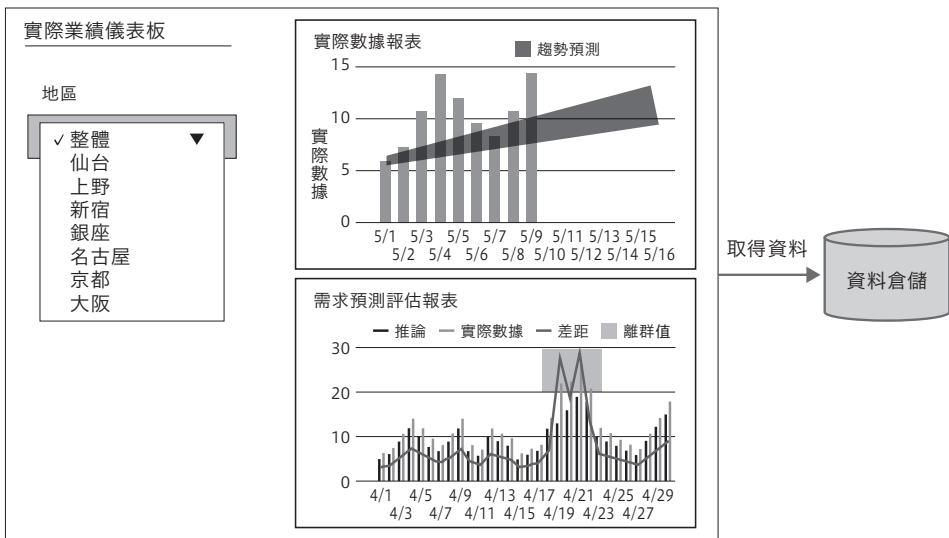 實際業績儀表板
地區
✓ 整體 ▼
仙台
上野
新宿
銀座
名古屋
京都
大阪
實際數據報表
趨勢預測
實際數據
15
10
5
0
5/1 5/3 5/5 5/7 5/9 5/11 5/13 5/15
5/2 5/4 5/6 5/8 5/10 5/12 5/14 5/16
需求預測評估報表
推論 實際數據 差距 離群值
30
20
10
0
4/1 4/5 4/9 4/13 4/17 4/21 4/25 4/29
4/3 4/7 4/11 4/15 4/19 4/23 4/27
取得資料
資料倉儲